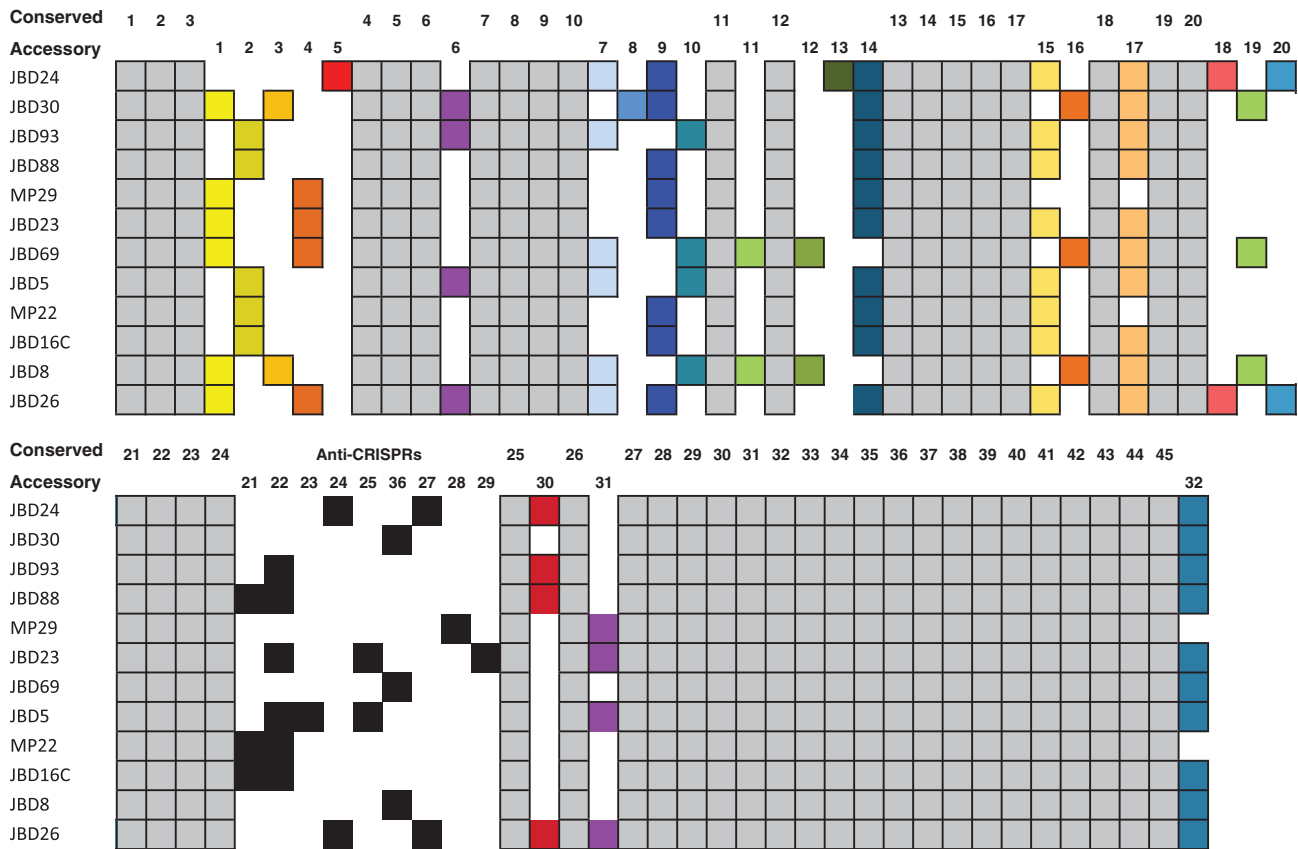 Conserved 1 2 3 4 5 6 7 8 9 10 11 12 13 14 15 16 17 18 19 20
Accessory 1 2 3 4 5 6 7 8 9 10 11 12 13 14 15 16 17 18 19 20
JBD24
JBD30
JBD93
JBD88
MP29
JBD23
JBD69
JBD5
MP22
JBD16C
JBD8
JBD26
Conserved 21 22 23 24 Anti-CRISPRs 25 26 27 28 29 30 31 32 33 34 35 36 37 38 39 40 41 42 43 44 45
Accessory 21 22 23 24 25 36 27 28 29 30 31 32
JBD24
JBD30
JBD93
JBD88
MP29
JBD23
JBD69
JBD5
MP22
JBD16C
JBD8
JBD26